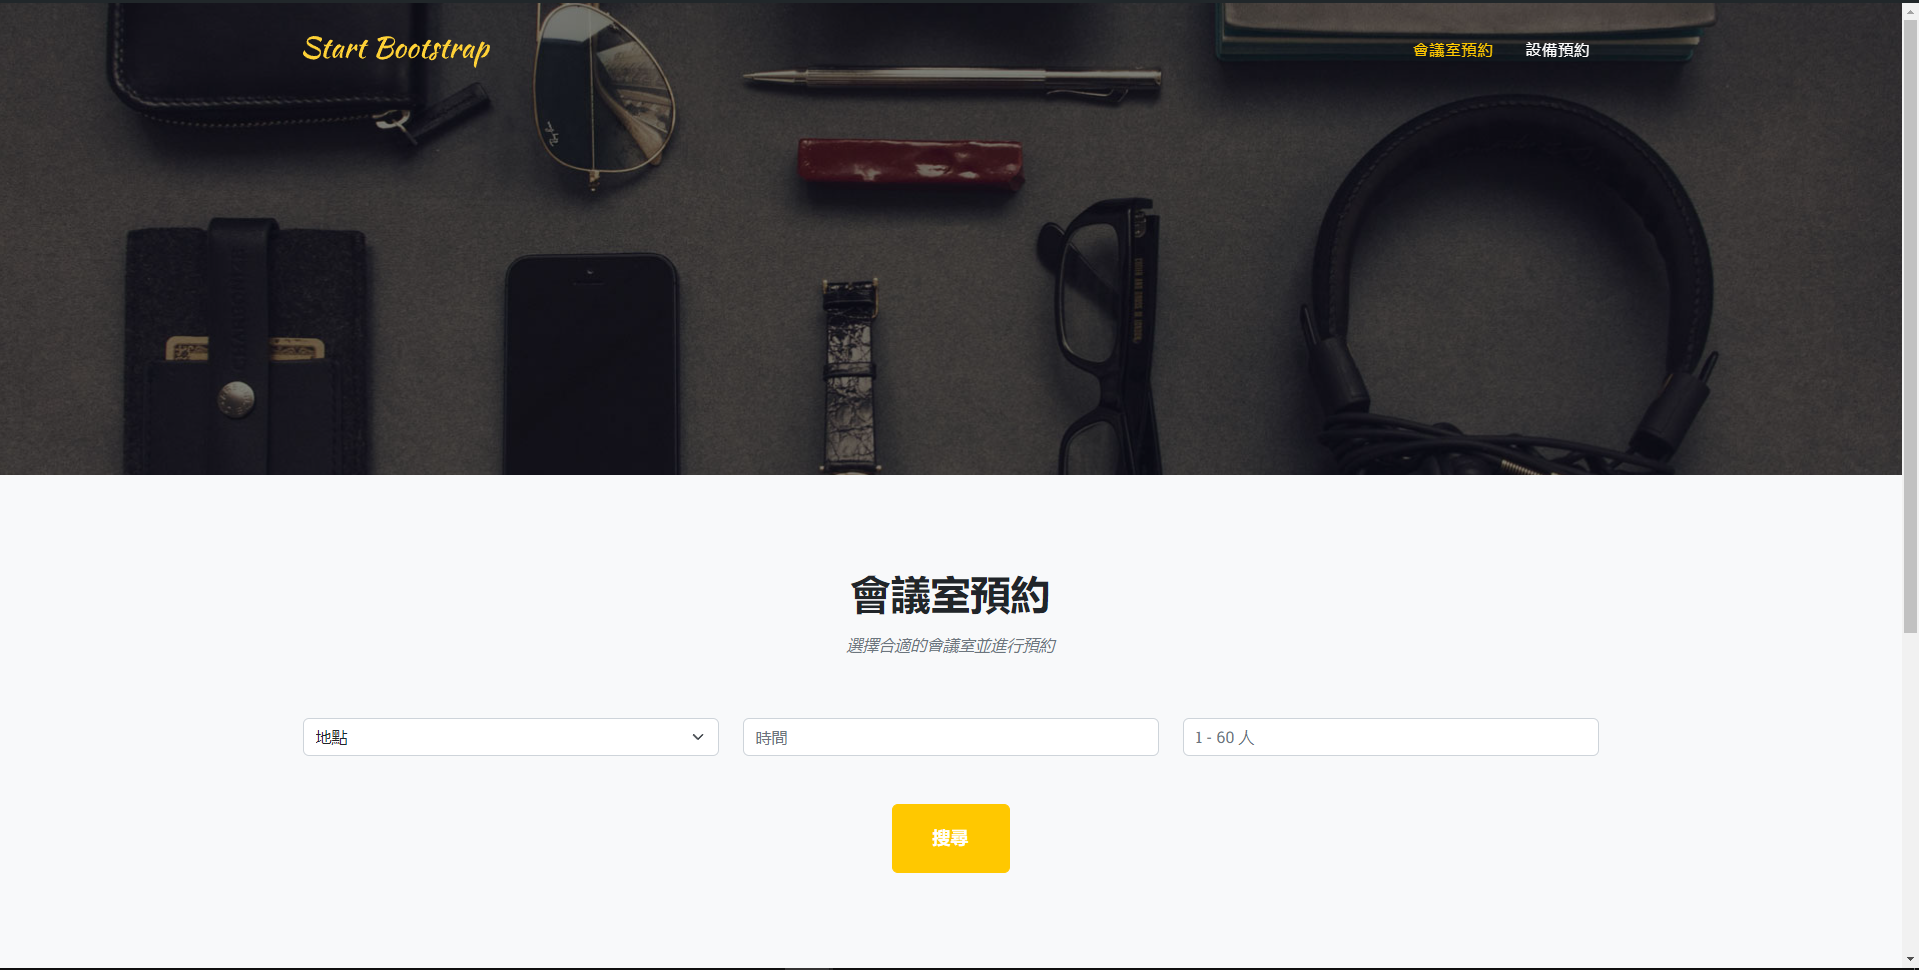 Start Bootstrap
會議室預約 設備預約
會議室預約
選擇合適的會議室並進行預約
地點 時間 1 - 60 人
搜尋